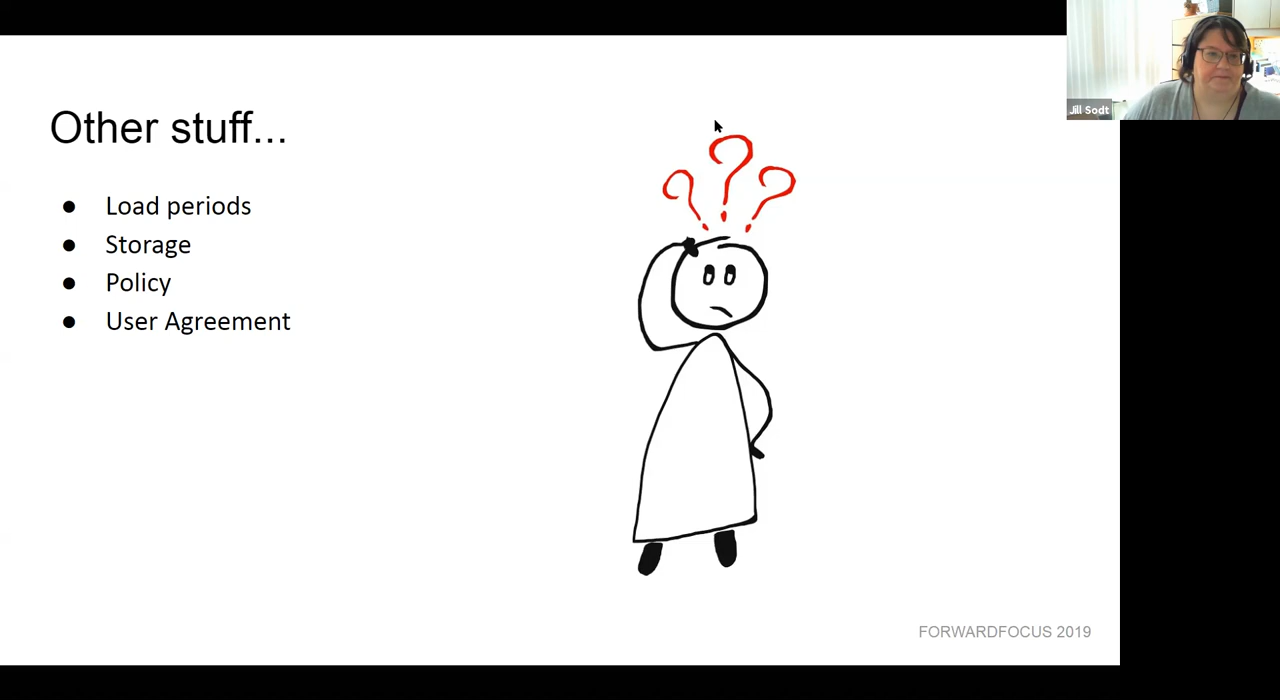 Jill Sodt
Other stuff...
● Load periods
● Storage
● Policy
● User Agreement
? ? ?
FORWARDFOCUS 2019